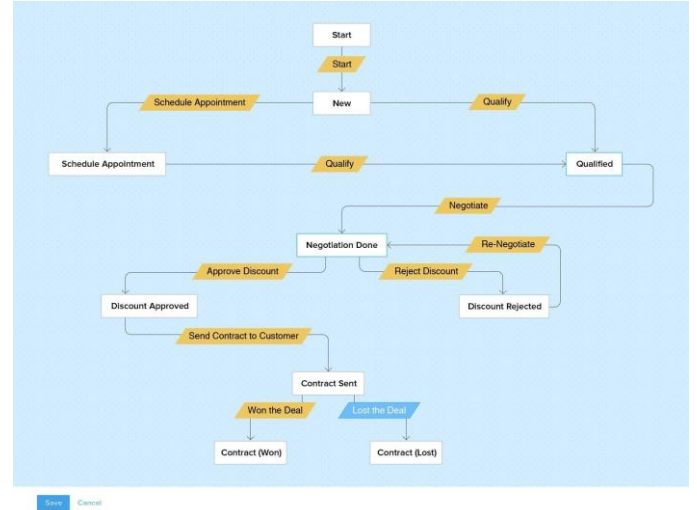 Start
Start
New
Schedule Appointment
Qualify
Schedule Appointment
Qualify
Qualified
Negotiate
Negotiation Done
Re-Negotiate
Approve Discount
Reject Discount
Discount Approved
Discount Rejected
Send Contract to Customer
Contract Sent
Won the Deal
Lost the Deal
Contract (Won)
Contract (Lost)
Save
Cancel